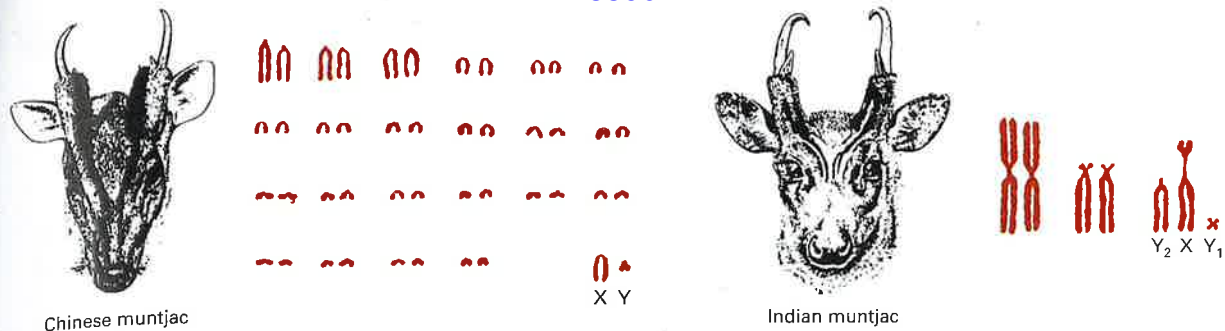 X Y
Chinese muntjac
Y₂ X Y₁
Indian muntjac